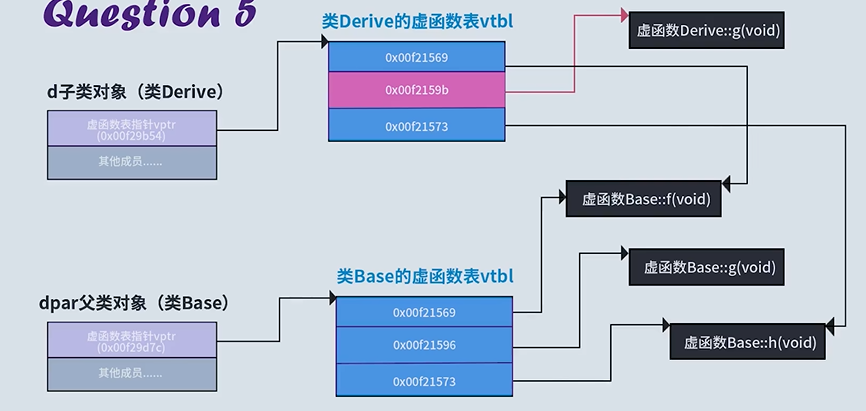 Question 5
类Derive的虚函数表vtbl
0x00f21569
0x00f2159b
0x00f21573
虚函数Derive::g(void)
d子类对象（类Derive）
虚函数表指针vptr
(0x00f29b54)
其他成员......
虚函数Base::f(void)
虚函数Base::g(void)
虚函数Base::h(void)
类Base的虚函数表vtbl
0x00f21569
0x00f21596
0x00f21573
dpar父类对象（类Base）
虚函数表指针vptr
(0x00f29d7c)
其他成员......